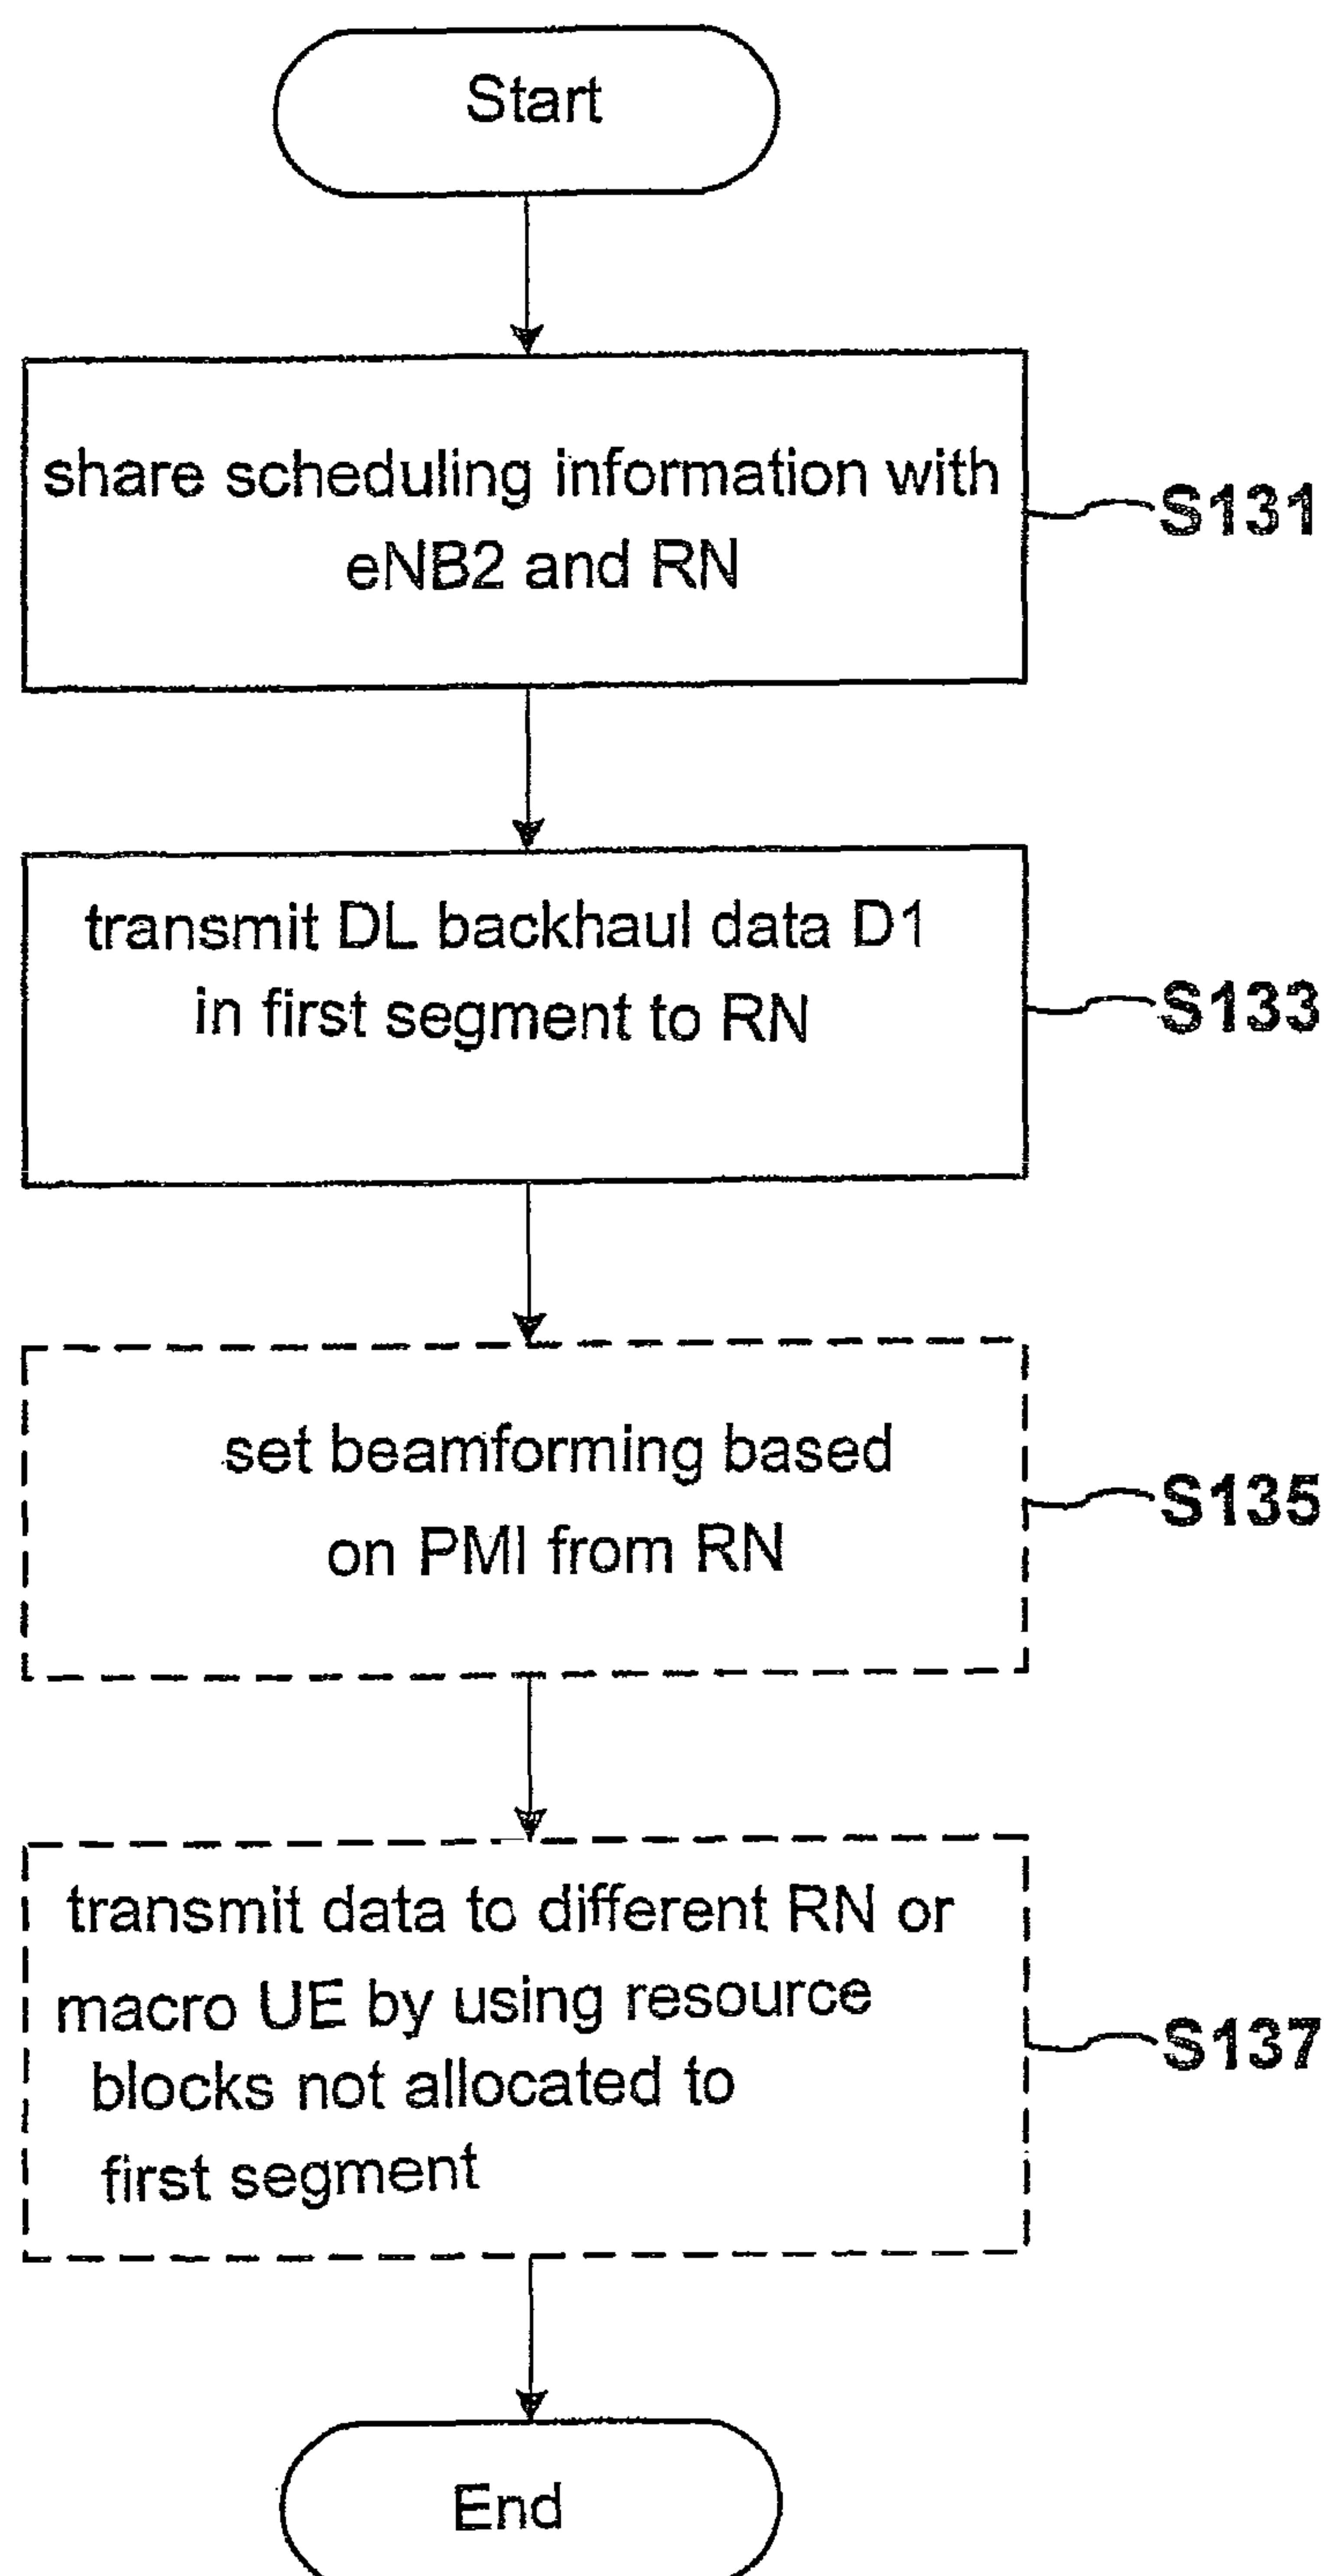 Start
share scheduling information with
eNB2 and RN
S131
transmit DL backhaul data D1
in first segment to RN
S133
set beamforming based
on PMI from RN
S135
transmit data to different RN or
macro UE by using resource
blocks not allocated to
first segment
S137
End